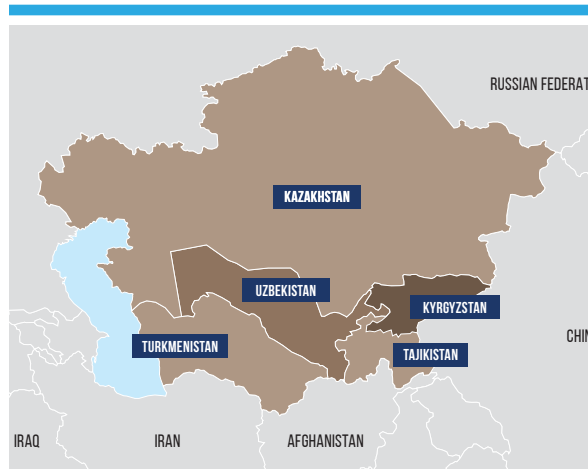 RUSSIAN FEDERAT
KAZAKHSTAN
UZBEKISTAN
KYRGYZSTAN
CHIN
TURKMENISTAN
TAJIKISTAN
IRAQ
IRAN
AFGHANISTAN